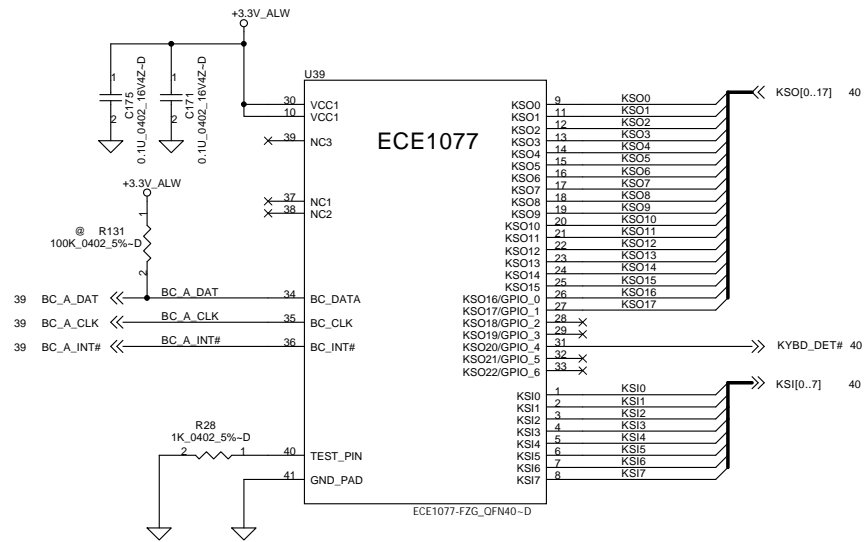 +3.3V_ALW
U39
1
2
C175
0.1U_0402_16V4Z~D
1
2
C171
0.1U_0402_16V4Z~D
30 VCC1
10 VCC1
39 NC3
37 NC1
38 NC2
ECE1077
+3.3V_ALW
1
@ R131
100K_0402_5%~D
2
39 BC_A_DAT BC_A_DAT 34 BC_DATA
39 BC_A_CLK BC_A_CLK 35 BC_CLK
39 BC_A_INT# BC_A_INT# 36 BC_INT#
R28
1K_0402_5%~D
2 1 40 TEST_PIN
41 GND_PAD
KSO0 9 KSO0
KSO1 11 KSO1
KSO2 12 KSO2
KSO3 13 KSO3
KSO4 14 KSO4
KSO5 15 KSO5
KSO6 16 KSO6
KSO7 17 KSO7
KSO8 18 KSO8
KSO9 19 KSO9
KSO10 20 KSO10
KSO11 21 KSO11
KSO12 22 KSO12
KSO13 23 KSO13
KSO14 24 KSO14
KSO15 25 KSO15
KSO16/GPIO_0 26 KSO16
KSO17/GPIO_1 27 KSO17
KSO18/GPIO_2 28
KSO19/GPIO_3 29
KSO20/GPIO_4 31
KSO21/GPIO_5 32
KSO22/GPIO_6 33
KSI0 1 KSI0
KSI1 2 KSI1
KSI2 3 KSI2
KSI3 4 KSI3
KSI4 5 KSI4
KSI5 6 KSI5
KSI6 7 KSI6
KSI7 8 KSI7
KSO[0..17] 40
KYBD_DET# 40
KSI[0..7] 40
ECE1077-FZG_QFN40~D